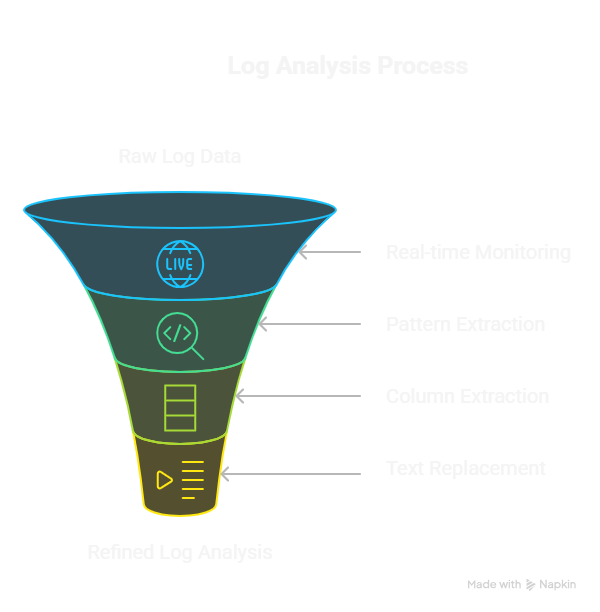 Log Analysis Process
Raw Log Data
LIVE
Real-time Monitoring
Pattern Extraction
Column Extraction
Text Replacement
Refined Log Analysis
Made with Napkin